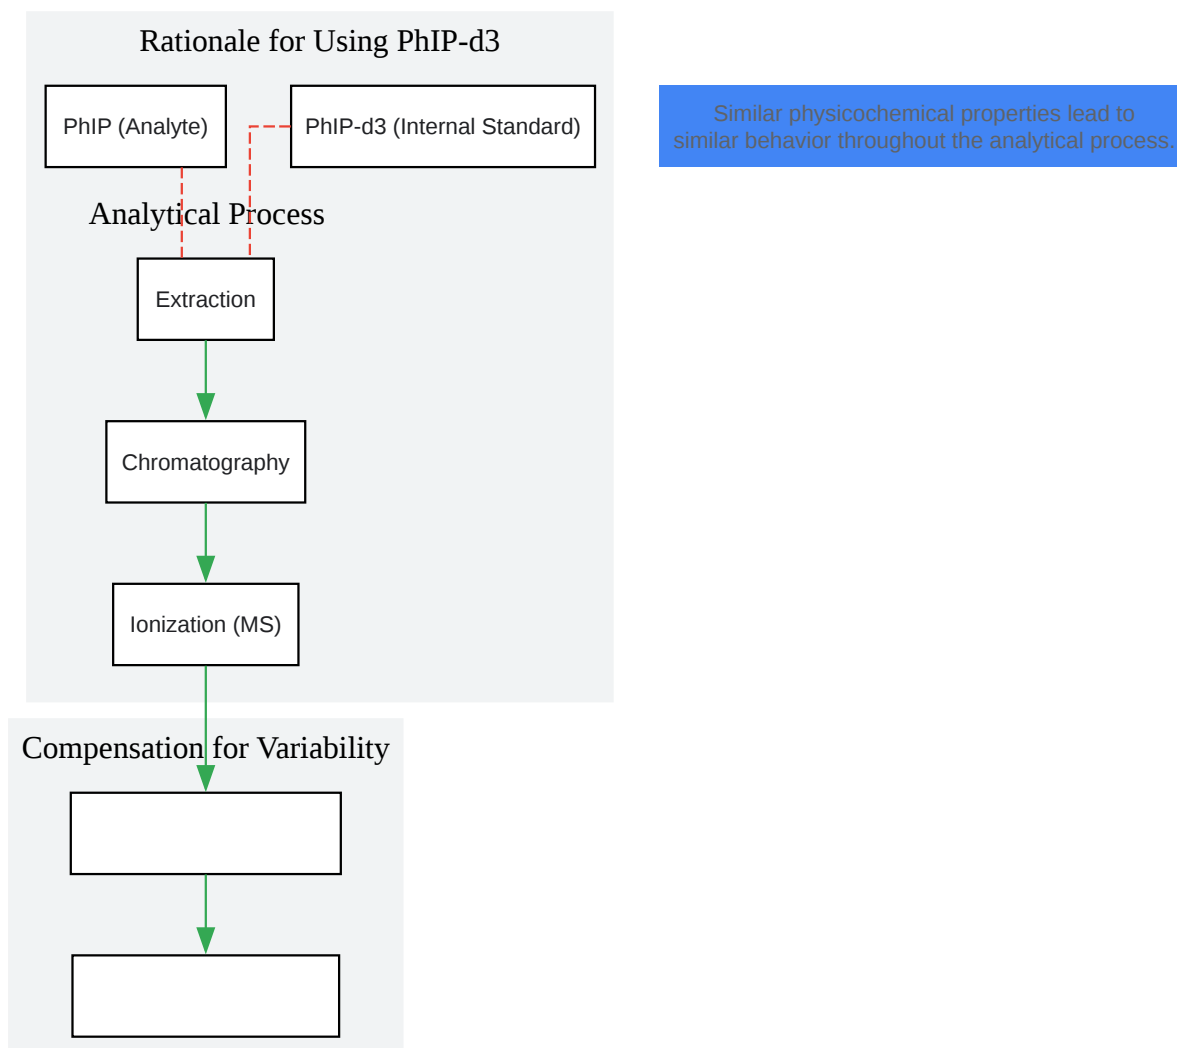 Rationale for Using PhIP-d3
PhIP (Analyte)
PhIP-d3 (Internal Standard)
Similar physicochemical properties lead to
similar behavior throughout the analytical process.
Analytical Process
Extraction
Chromatography
Ionization (MS)
Compensation for Variability